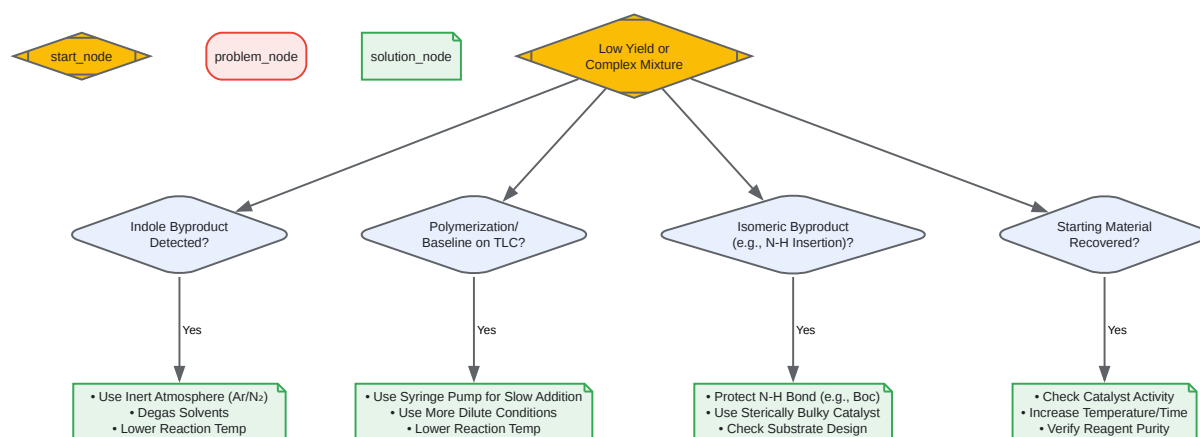 start_node
problem_node
solution_node
Low Yield or
Complex Mixture
Indole Byproduct
Detected?
Polymerization/
Baseline on TLC?
Isomeric Byproduct
(e.g., N-H Insertion)?
Starting Material
Recovered?
Yes
Yes
Yes
Yes
• Use Inert Atmosphere (Ar/N₂)
• Degas Solvents
• Lower Reaction Temp
• Use Syringe Pump for Slow Addition
• Use More Dilute Conditions
• Lower Reaction Temp
• Protect N-H Bond (e.g., Boc)
• Use Sterically Bulky Catalyst
• Check Substrate Design
• Check Catalyst Activity
• Increase Temperature/Time
• Verify Reagent Purity